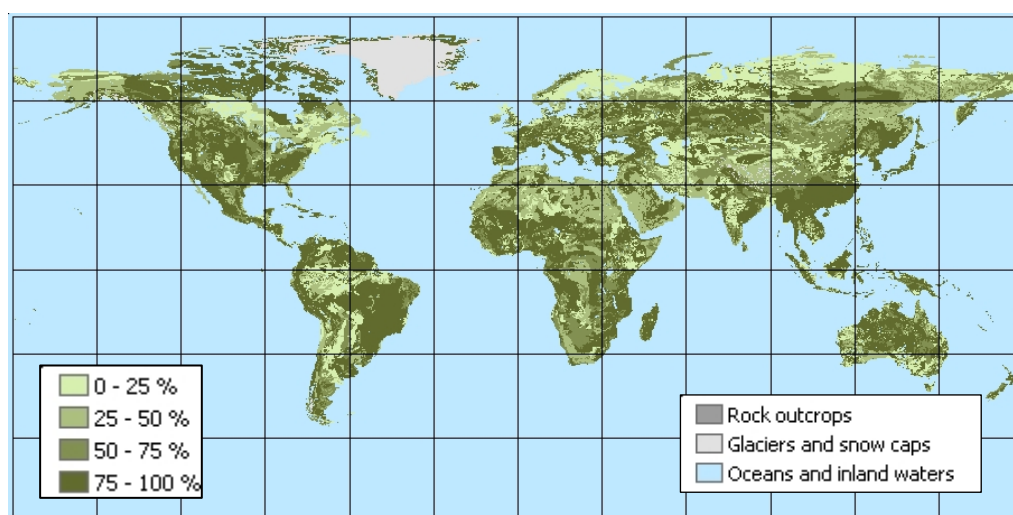 0 - 25 %
25 - 50 %
50 - 75 %
75 - 100 %
Rock outcrops
Glaciers and snow caps
Oceans and inland waters